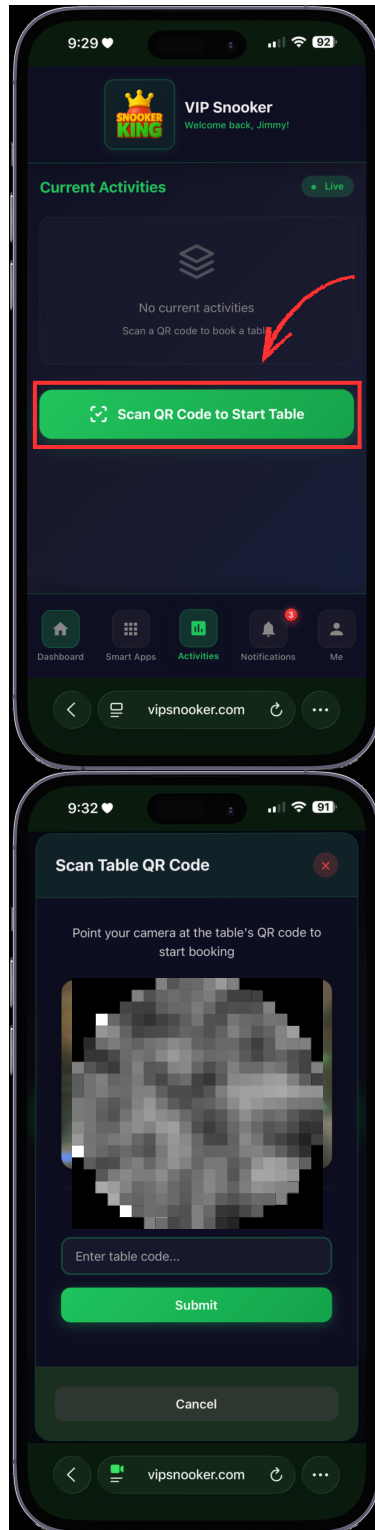 9:29
92
SNOOKER
KING
VIP Snooker
Welcome back, Jimmy!
Current Activities
Live
No current activities
Scan a QR code to book a table
Scan QR Code to Start Table
3
Dashboard
Smart Apps
Activities
Notifications
Me
vipsnooker.com
9:32
91
Scan Table QR Code
Point your camera at the table's QR code to
start booking
Enter table code...
Submit
Cancel
vipsnooker.com